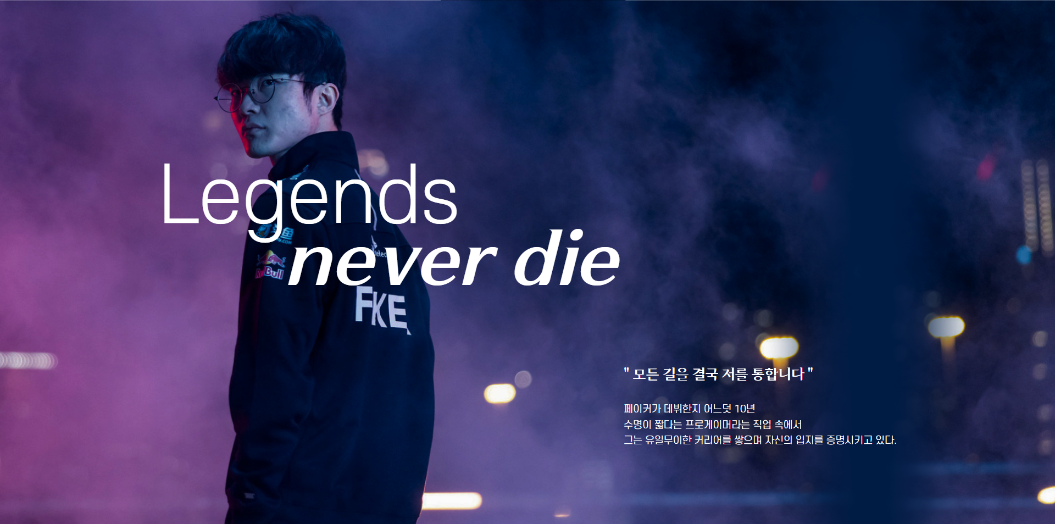 Legends
never die
Red Bull
" 모든 길은 결국 저를 통합니다 "
페이커가 데뷔한지 어느덧 10년
수명이 짧다는 프로게이머라는 직업 속에서
그는 유일무이한 커리어를 쌓으며 자신의 입지를 증명시키고 있다.